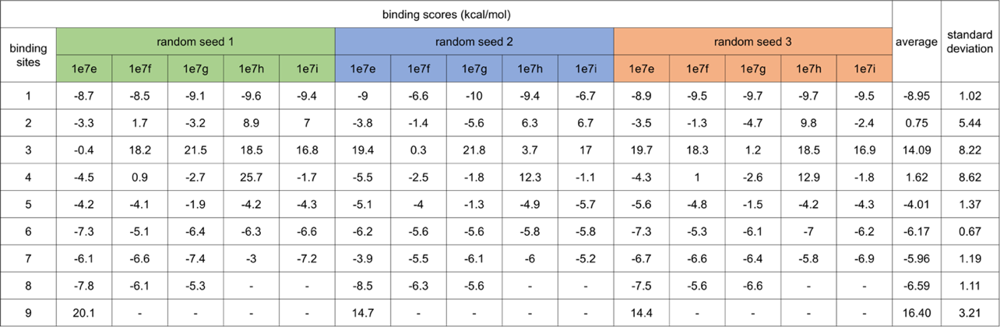 binding scores (kcal/mol)
binding sites random seed 1 random seed 2 random seed 3 average standard deviation
1e7e 1e7f 1e7g 1e7h 1e7i 1e7e 1e7f 1e7g 1e7h 1e7i 1e7e 1e7f 1e7g 1e7h 1e7i
1 -8.7 -8.5 -9.1 -9.6 -9.4 -9 -6.6 -10 -9.4 -6.7 -8.9 -9.5 -9.7 -9.7 -9.5 -8.95 1.02
2 -3.3 1.7 -3.2 8.9 7 -3.8 -1.4 -5.6 6.3 6.7 -3.5 -1.3 -4.7 9.8 -2.4 0.75 5.44
3 -0.4 18.2 21.5 18.5 16.8 19.4 0.3 21.8 3.7 17 19.7 18.3 1.2 18.5 16.9 14.09 8.22
4 -4.5 0.9 -2.7 25.7 -1.7 -5.5 -2.5 -1.8 12.3 -1.1 -4.3 1 -2.6 12.9 -1.8 1.62 8.62
5 -4.2 -4.1 -1.9 -4.2 -4.3 -5.1 -4 -1.3 -4.9 -5.7 -5.6 -4.8 -1.5 -4.2 -4.3 -4.01 1.37
6 -7.3 -5.1 -6.4 -6.3 -6.6 -6.2 -5.6 -5.6 -5.8 -5.8 -7.3 -5.3 -6.1 -7 -6.2 -6.17 0.67
7 -6.1 -6.6 -7.4 -3 -7.2 -3.9 -5.5 -6.1 -6 -5.2 -6.7 -6.6 -6.4 -5.8 -6.9 -5.96 1.19
8 -7.8 -6.1 -5.3 - - -8.5 -6.3 -5.6 - - -7.5 -5.6 -6.6 - - -6.59 1.11
9 20.1 - - - - 14.7 - - - - 14.4 - - - - 16.40 3.21